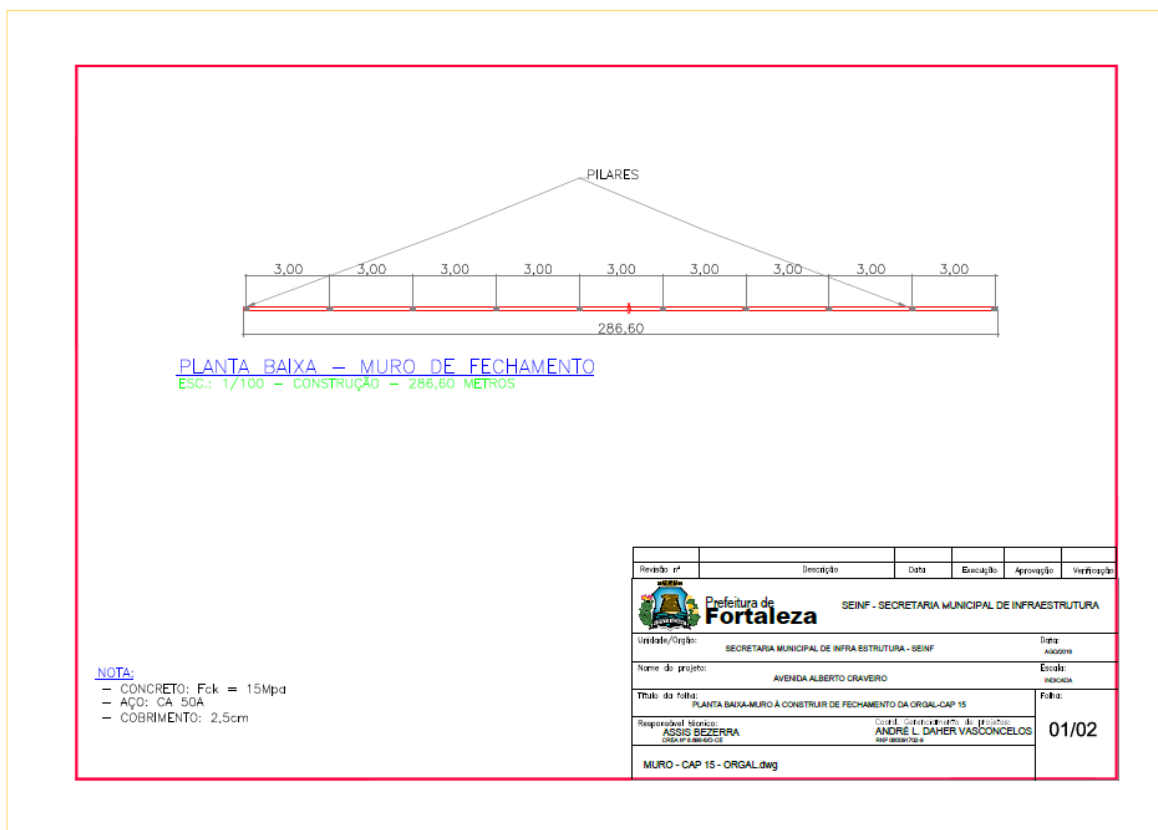 PILARES
3,00 3,00 3,00 3,00 3,00 3,00 3,00 3,00 3,00
286,60
PLANTA BAIXA – MURO DE FECHAMENTO
ESC.: 1/100 – CONSTRUÇÃO – 286,60 METROS
NOTA:
– CONCRETO: Fck = 15Mpa
– AÇO: CA 50A
– COBRIMENTO: 2,5cm
Revisão nº Descrição Data Execução Aprovação Verificação
Prefeitura de
Fortaleza
SEINF - SECRETARIA MUNICIPAL DE INFRAESTRUTURA
Unidade/Orgão:
SECRETARIA MUNICIPAL DE INFRA ESTRUTURA - SEINF
Data:
AGO/2016
Nome do projeto:
AVENIDA ALBERTO CRAVEIRO
Escala:
INDICADA
Título da folha:
PLANTA BAIXA-MURO À CONSTRUIR DE FECHAMENTO DA ORGAL-CAP 15
Folha:
01/02
Responsável técnico:
ASSIS BEZERRA
Coord. Gerenciamento de projetos:
ANDRÉ L. DAHER VASCONCELOS
MURO - CAP 15 - ORGAL.dwg